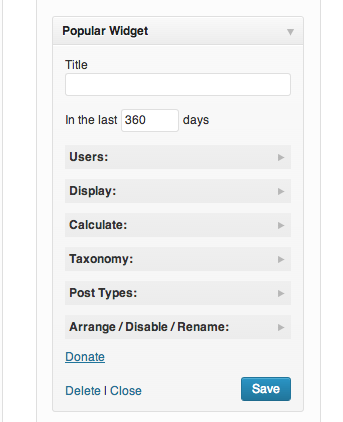 Popular Widget
Title
In the last 360 days
Users:
Display:
Calculate:
Taxonomy:
Post Types:
Arrange / Disable / Rename:
Donate
Delete | Close Save